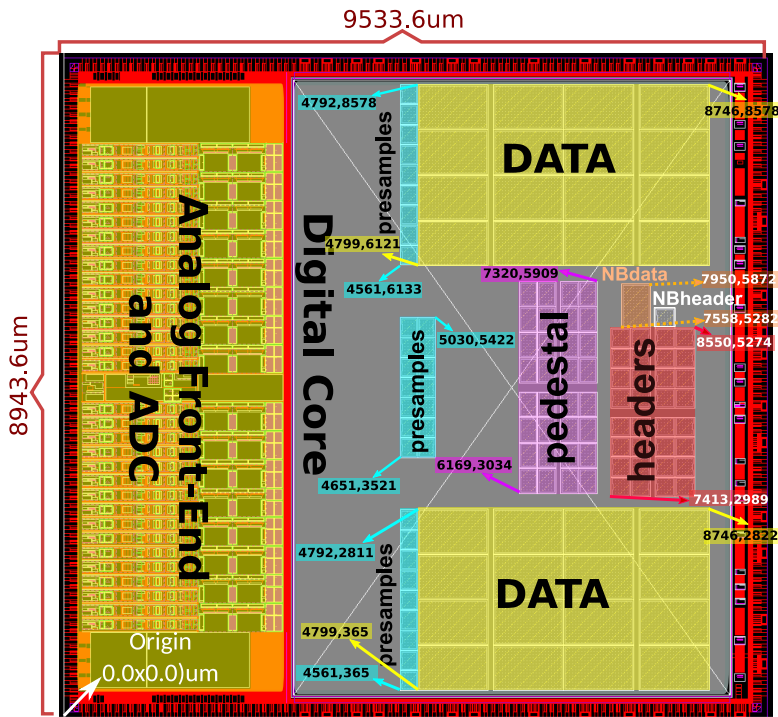 9533.6um
8943.6um
4792,8578
8746,8578
presamples
DATA
4799,6121
4561,6133
7320,5909
NBdata
7950,5872
NBheader
7558,5282
8550,5274
5030,5422
presamples
pedestal
headers
Analog Front-End
and ADC
Digital Core
6169,3034
4651,3521
7413,2989
8746,2822
4792,2811
presamples
DATA
4799,365
4561,365
Origin
0.0x0.0)um